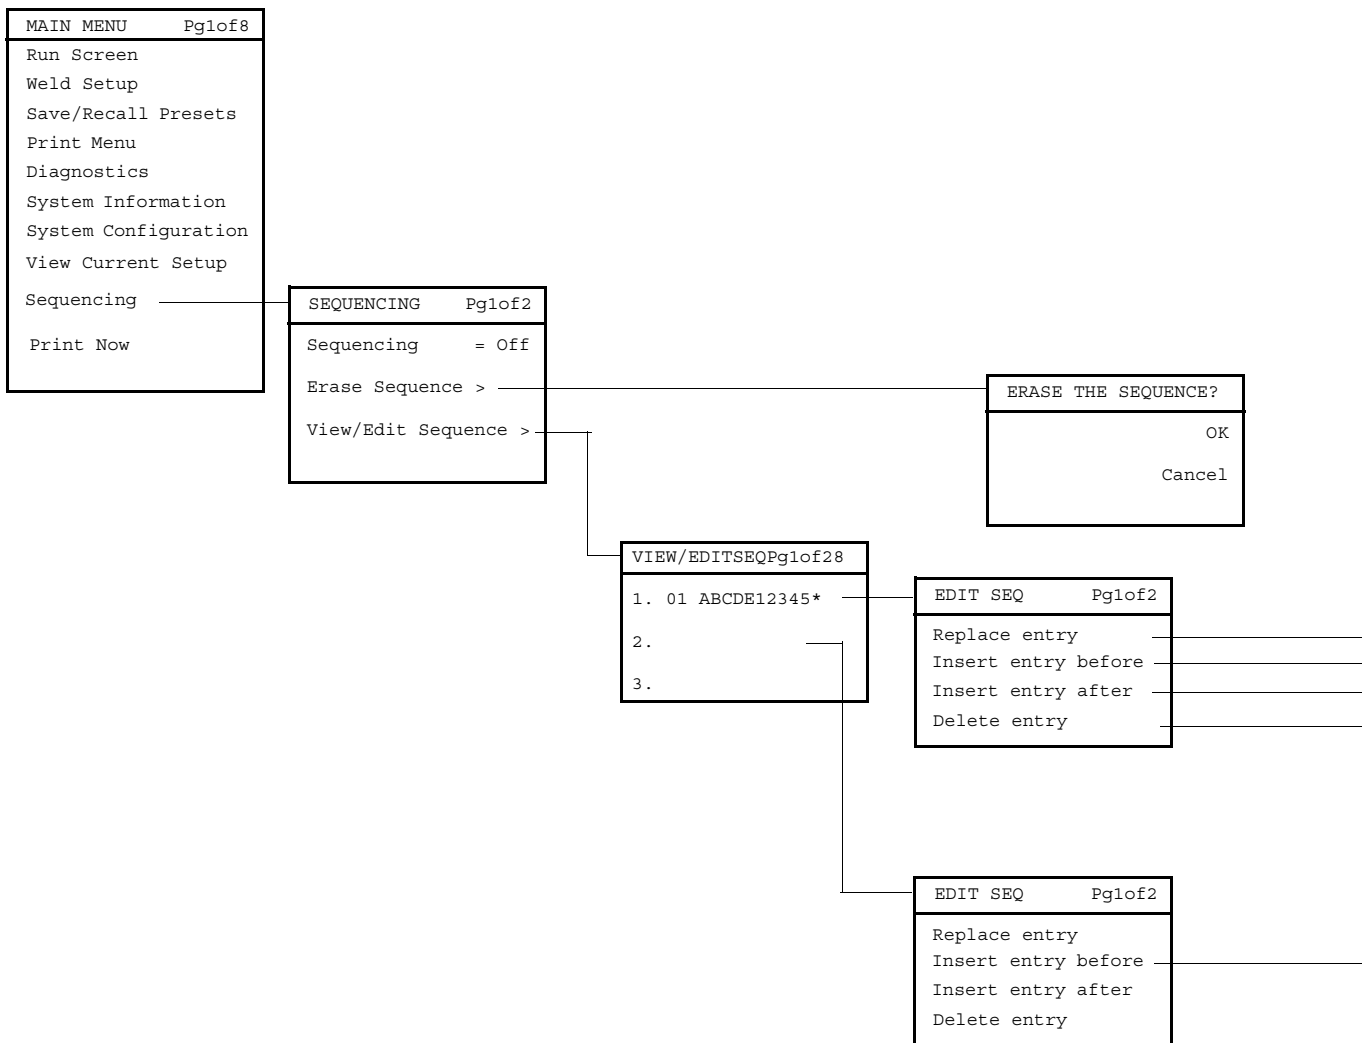 MAIN MENU Pg1of8
Run Screen
Weld Setup
Save/Recall Presets
Print Menu
Diagnostics
System Information
System Configuration
View Current Setup
Sequencing
Print Now
SEQUENCING Pg1of2
Sequencing = Off
Erase Sequence >
View/Edit Sequence >
ERASE THE SEQUENCE?
OK
Cancel
VIEW/EDITSEQPg1of28
1. 01 ABCDE12345*
2.
3.
EDIT SEQ Pg1of2
Replace entry
Insert entry before
Insert entry after
Delete entry
EDIT SEQ Pg1of2
Replace entry
Insert entry before
Insert entry after
Delete entry